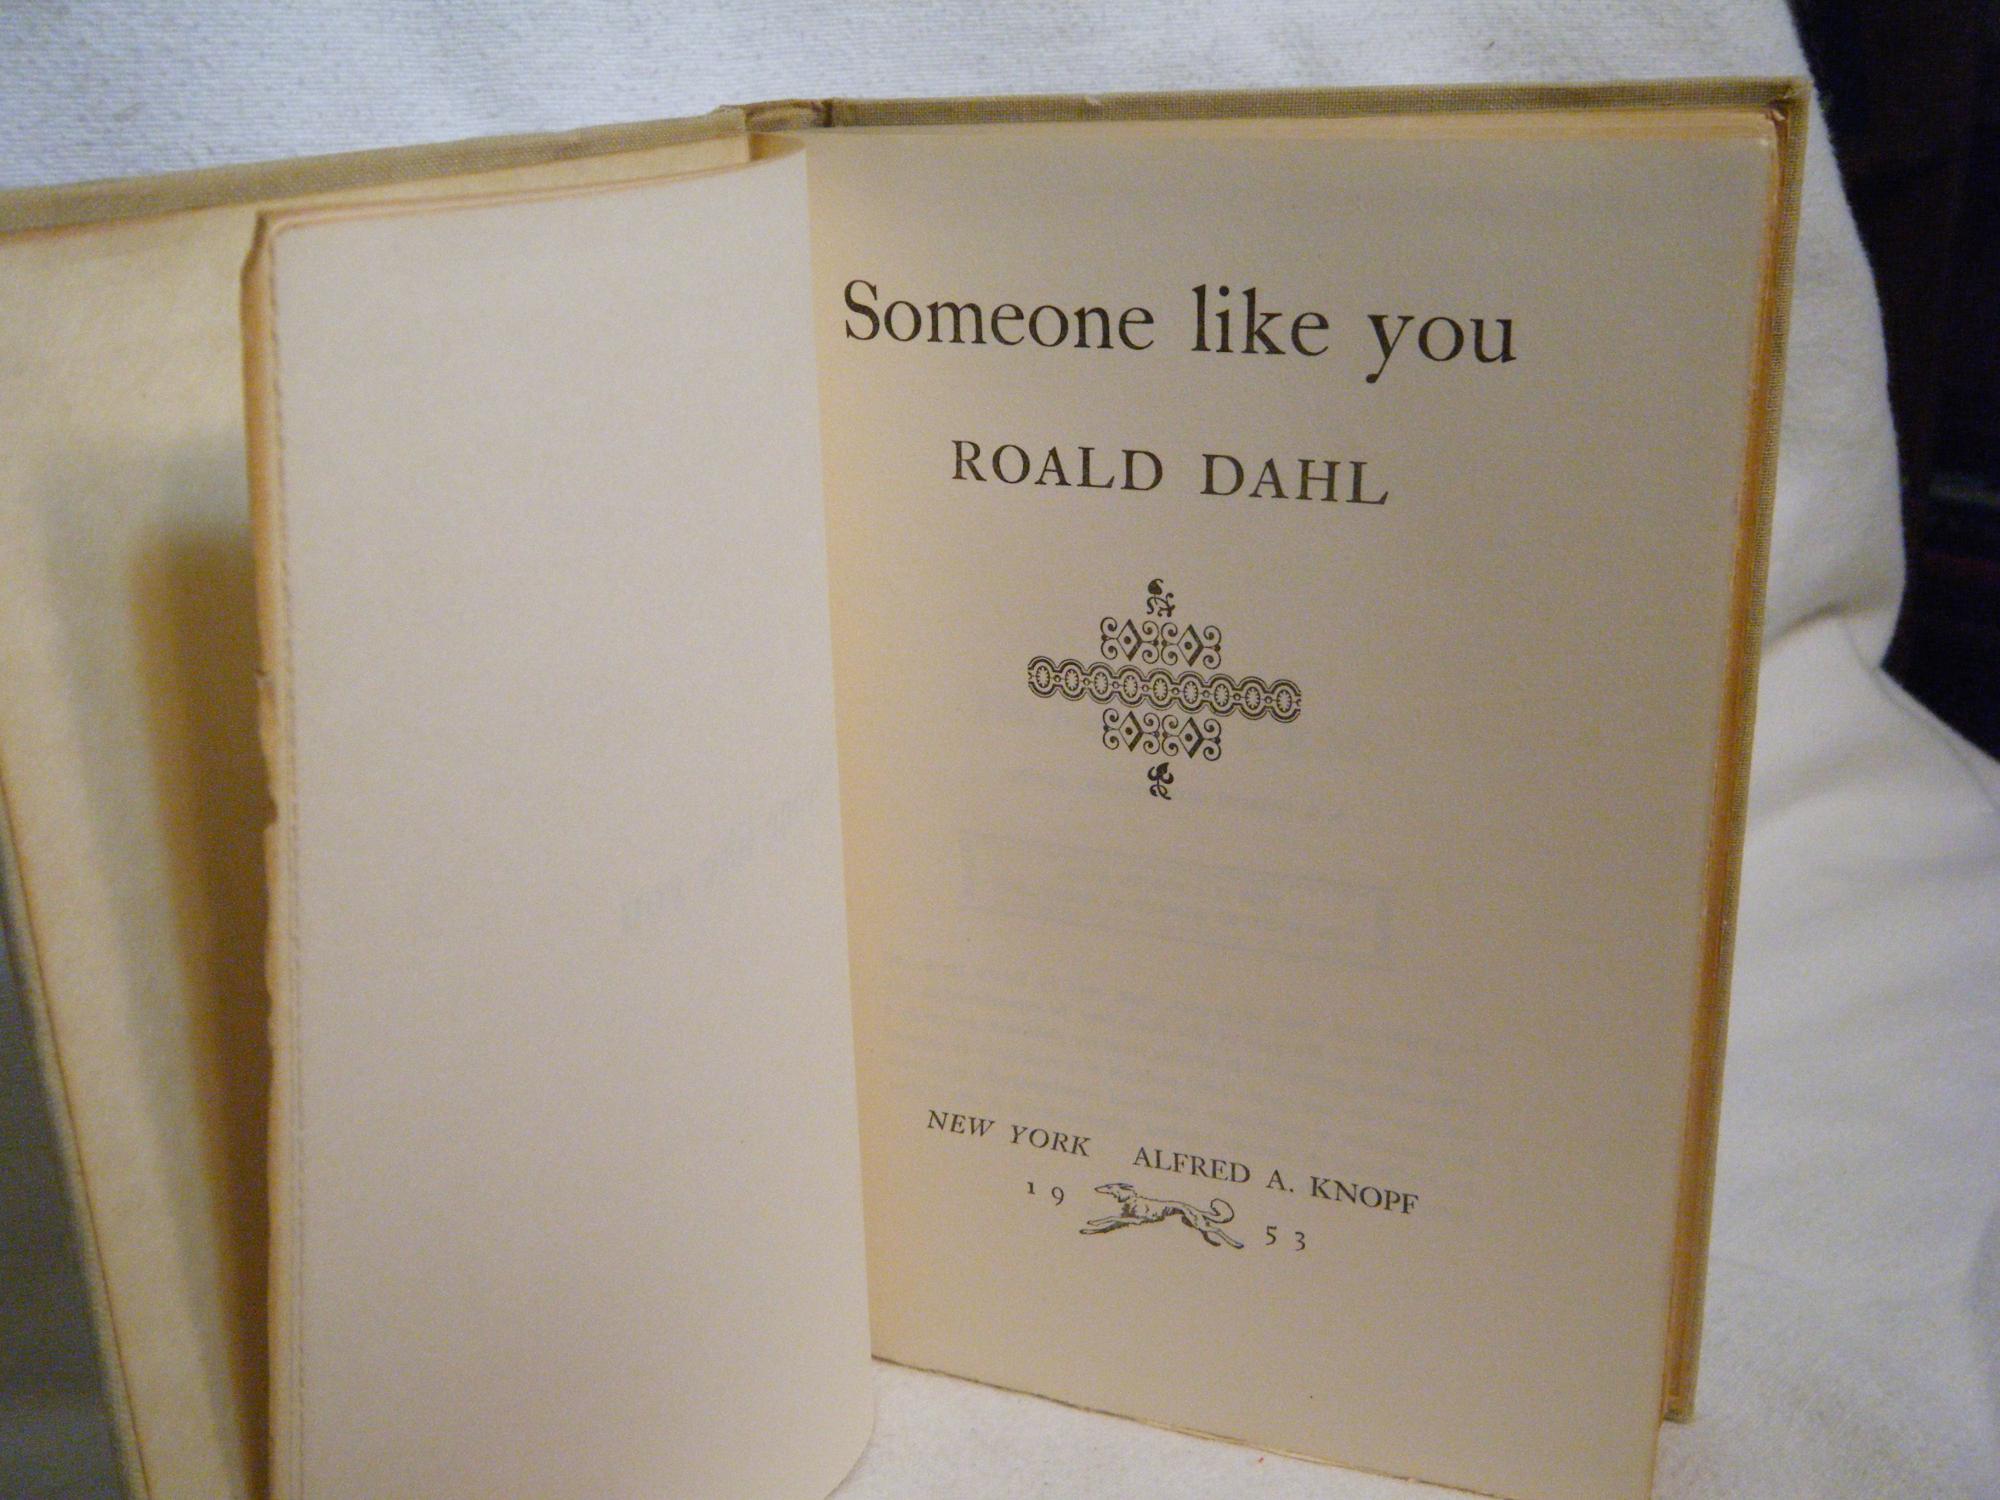 Someone like you
ROALD DAHL
NEW YORK ALFRED A. KNOPF
19 53